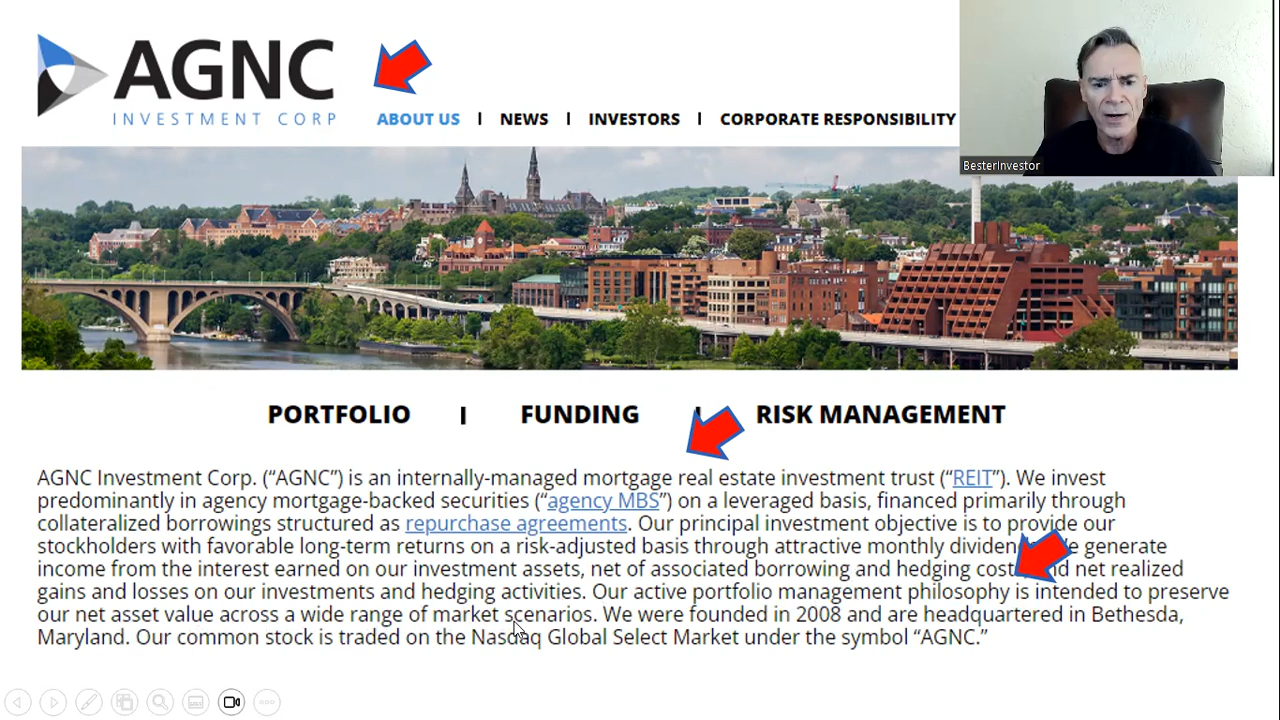 AGNC
INVESTMENT CORP
ABOUT US | NEWS | INVESTORS | CORPORATE RESPONSIBILITY
BesterInvestor
PORTFOLIO | FUNDING | RISK MANAGEMENT
AGNC Investment Corp. (“AGNC”) is an internally-managed mortgage real estate investment trust (“REIT”). We invest
predominantly in agency mortgage-backed securities (“agency MBS”) on a leveraged basis, financed primarily through
collateralized borrowings structured as repurchase agreements. Our principal investment objective is to provide our
stockholders with favorable long-term returns on a risk-adjusted basis through attractive monthly generate
income from the interest earned on our investment assets, net of associated borrowing and hedging net realized
gains and losses on our investments and hedging activities. Our active portfolio management philosophy is intended to preserve
our net asset value across a wide range of market scenarios. We were founded in 2008 and are headquartered in Bethesda,
Maryland. Our common stock is traded on the Nasdaq Global Select Market under the symbol “AGNC.”